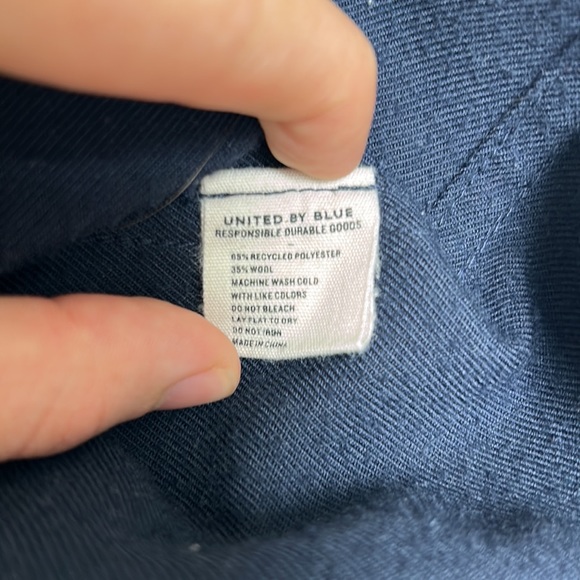 UNITED BY BLUE
RESPONSIBLE DURABLE GOODS
-
65% RECYCLED POLYESTER
35% WOOL
MACHINE WASH COLD
WITH LIKE COLORS
DO NOT BLEACH
LAY FLAT TO DRY
DO NOT IRON
MADE IN CHINA